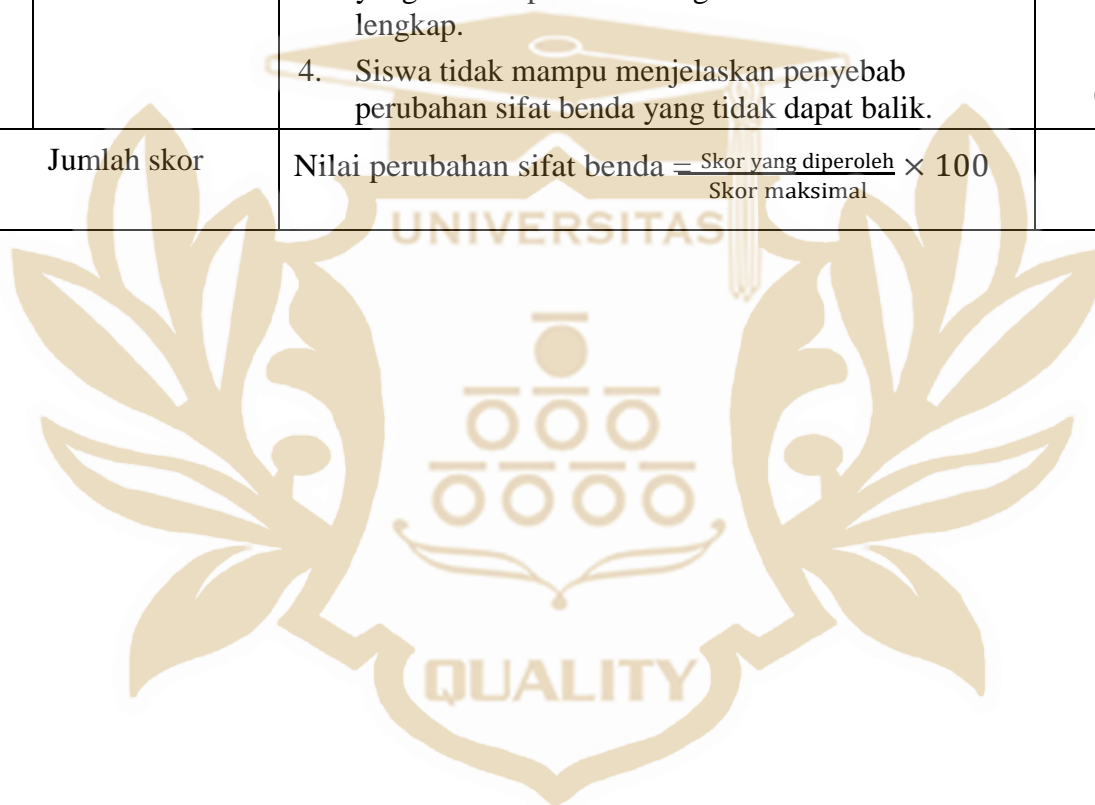 lengkap.
4. Siswa tidak mampu menjelaskan penyebab
perubahan sifat benda yang tidak dapat balik.
Jumlah skor
Nilai perubahan sifat benda = Skor yang diperoleh / Skor maksimal × 100
UNIVERSITAS
QUALITY